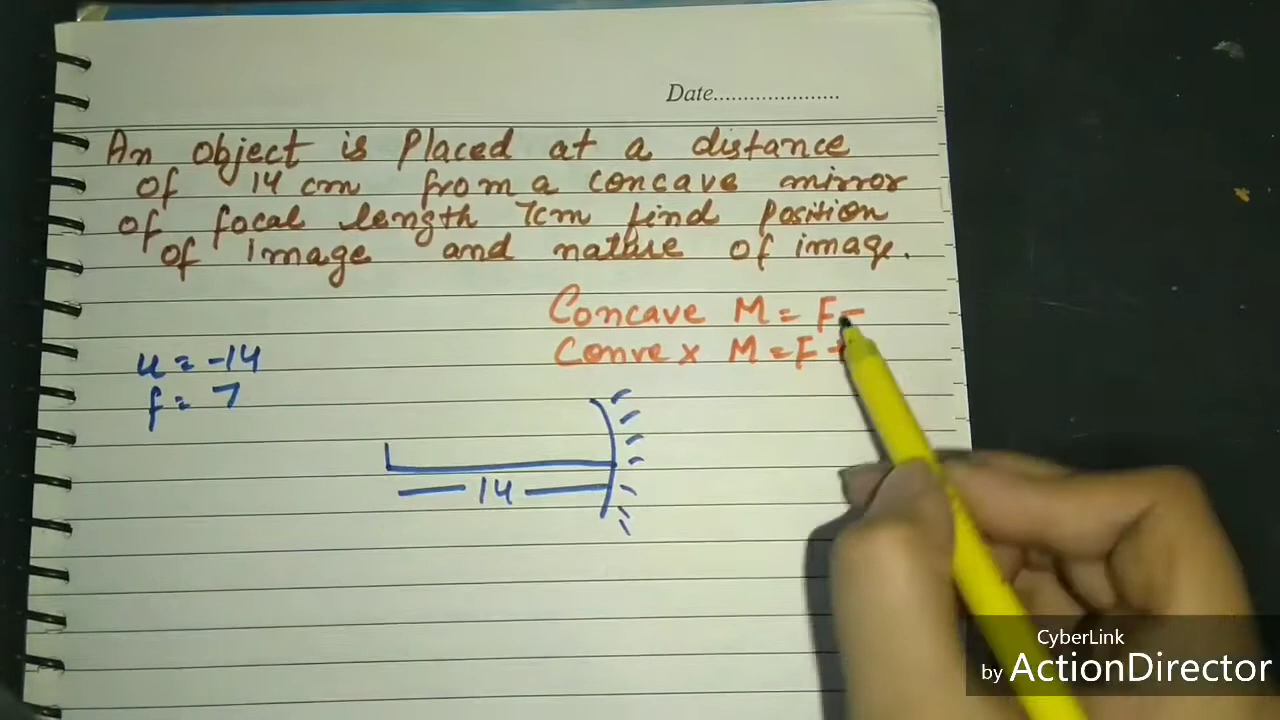 Date.....................
An object is Placed at a distance
of 14 cm from a concave mirror
of focal length 7cm find position
of image and nature of image.
Concave M = F-
Convex M = F +
u = -14
f = 7
14
CyberLink
by ActionDirector